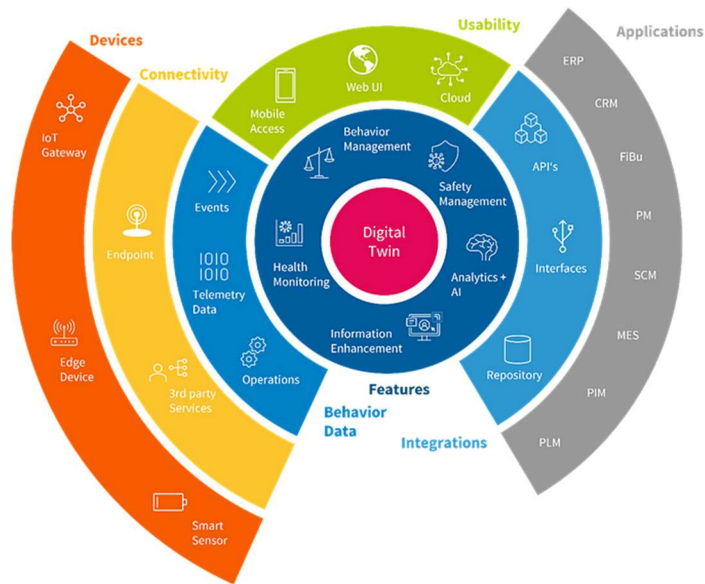 Devices
Connectivity
Usability
Applications
IoT
Gateway
Edge
Device
Smart
Sensor
Endpoint
3rd party
Services
Events
1010
1010
Telemetry
Data
Operations
Behavior
Data
Mobile
Access
Web UI
Cloud
Behavior
Management
Safety
Management
Health
Monitoring
Digital
Twin
Analytics +
AI
Information
Enhancement
Features
API's
Interfaces
Repository
Integrations
ERP
CRM
FiBu
PM
SCM
MES
PIM
PLM